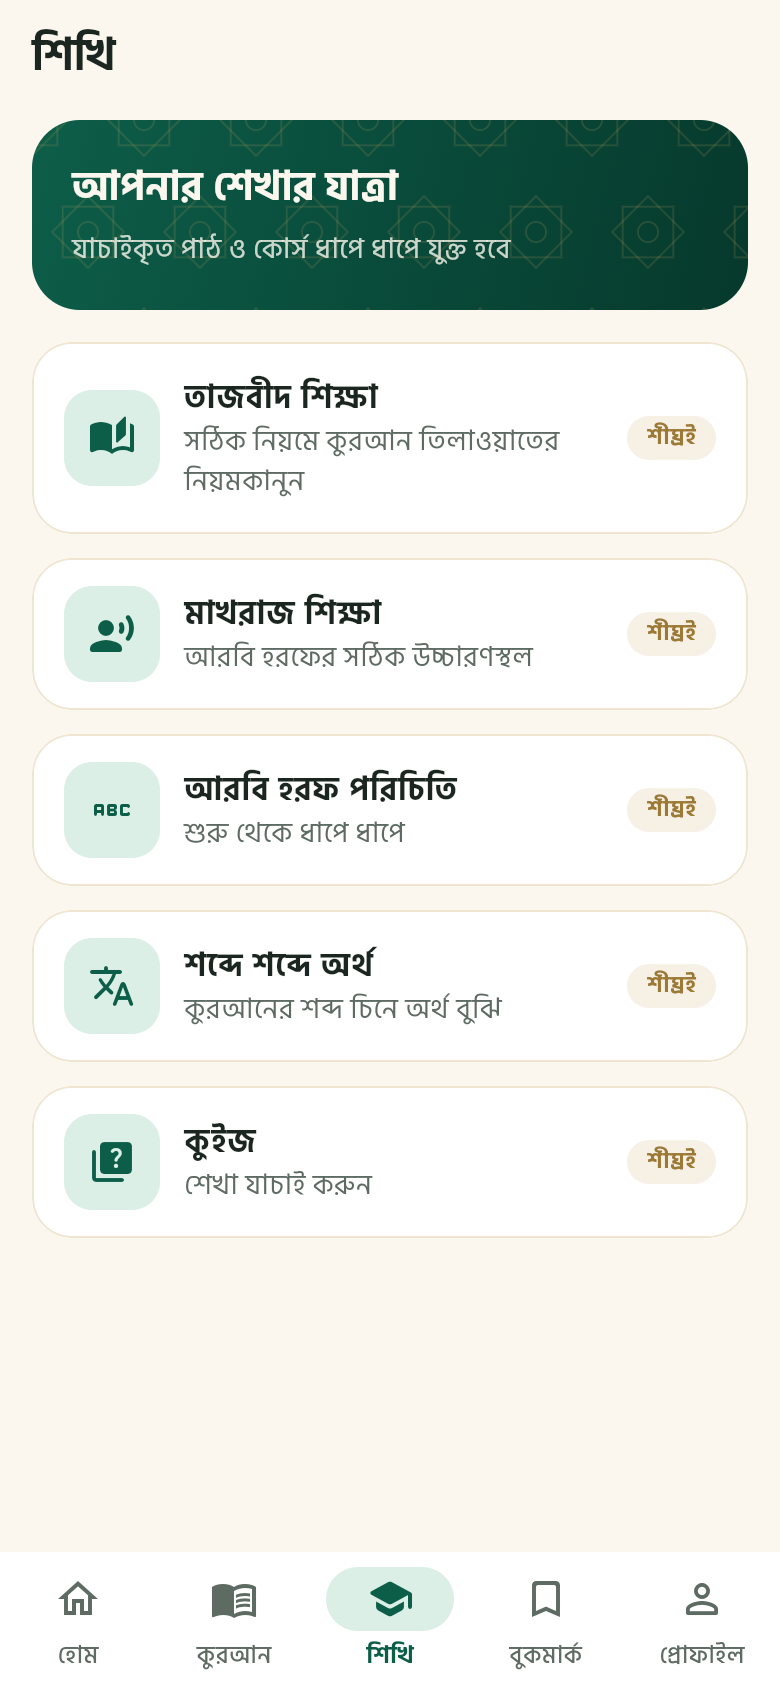 শিখি
আপনার শেখার যাত্রা
যাচাইকৃত পাঠ ও কোর্স ধাপে ধাপে যুক্ত হবে
তাজবীদ শিক্ষা
সঠিক নিয়মে কুরআন তিলাওয়াতের
নিয়মকানুন
শীঘ্রই
মাখরাজ শিক্ষা
আরবি হরফের সঠিক উচ্চারণস্থল
শীঘ্রই
ABC
আরবি হরফ পরিচিতি
শুরু থেকে ধাপে ধাপে
শীঘ্রই
শব্দে শব্দে অর্থ
কুরআনের শব্দ চিনে অর্থ বুঝি
শীঘ্রই
কুইজ
শেখা যাচাই করুন
শীঘ্রই
হোম
কুরআন
শিখি
বুকমার্ক
প্রোফাইল